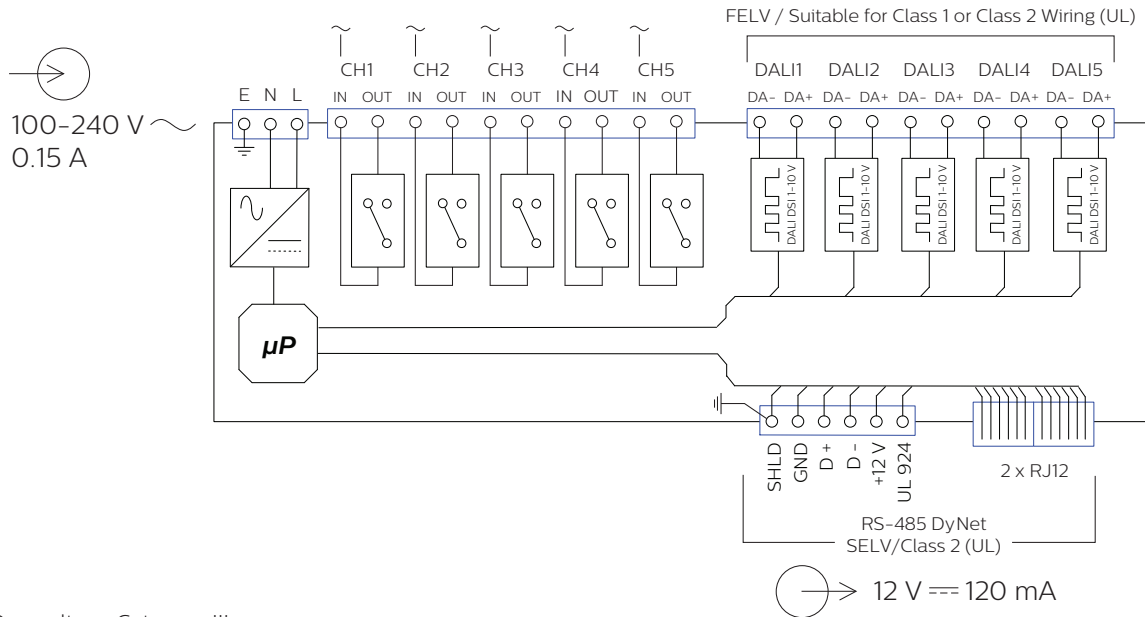 FELV / Suitable for Class 1 or Class 2 Wiring (UL)
CH1 CH2 CH3 CH4 CH5
DALI1 DALI2 DALI3 DALI4 DALI5
E N L
IN OUT IN OUT IN OUT IN OUT IN OUT
DA- DA+ DA- DA+ DA- DA+ DA- DA+ DA- DA+
100-240 V ~
0.15 A
DALI DSI 1-10 V
DALI DSI 1-10 V
DALI DSI 1-10 V
DALI DSI 1-10 V
DALI DSI 1-10 V
µP
SHLD
GND
D +
D -
+12 V
UL 924
2 x RJ12
RS-485 DyNet
SELV/Class 2 (UL)
12 V ⎓ 120 mA